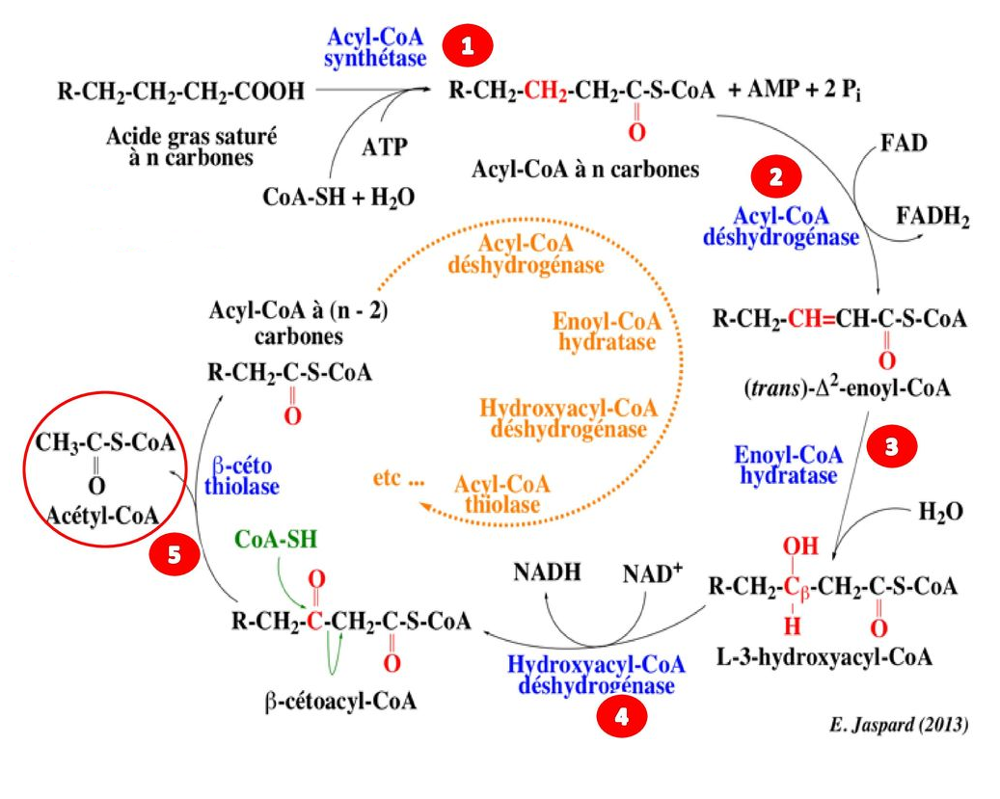 Acyl-CoA
synthétase
1
R-CH₂-CH₂-CH₂-COOH
R-CH₂-CH₂-CH₂-C-S-CoA + AMP + 2 Pᵢ
O
Acide gras saturé
à n carbones
ATP
CoA-SH + H₂O
Acyl-CoA à n carbones
FAD
2
Acyl-CoA
déshydrogénase
FADH₂
Acyl-CoA
déshydrogénase
Enoyl-CoA
hydratase
Hydroxyacyl-CoA
déshydrogénase
Acyl-CoA
thiolase
etc ...
R-CH₂-CH=CH-C-S-CoA
O
(trans)-Δ²-enoyl-CoA
Enoyl-CoA
hydratase
3
H₂O
OH
R-CH₂-Cᵦ-CH₂-C-S-CoA
H
O
L-3-hydroxyacyl-CoA
NADH
NAD⁺
Hydroxyacyl-CoA
déshydrogénase
4
CoA-SH
O
R-CH₂-C-CH₂-C-S-CoA
O
β-cétoacyl-CoA
β-céto
thiolase
5
CH₃-C-S-CoA
O
Acétyl-CoA
Acyl-CoA à (n - 2)
carbones
R-CH₂-C-S-CoA
O
E. Jaspard (2013)